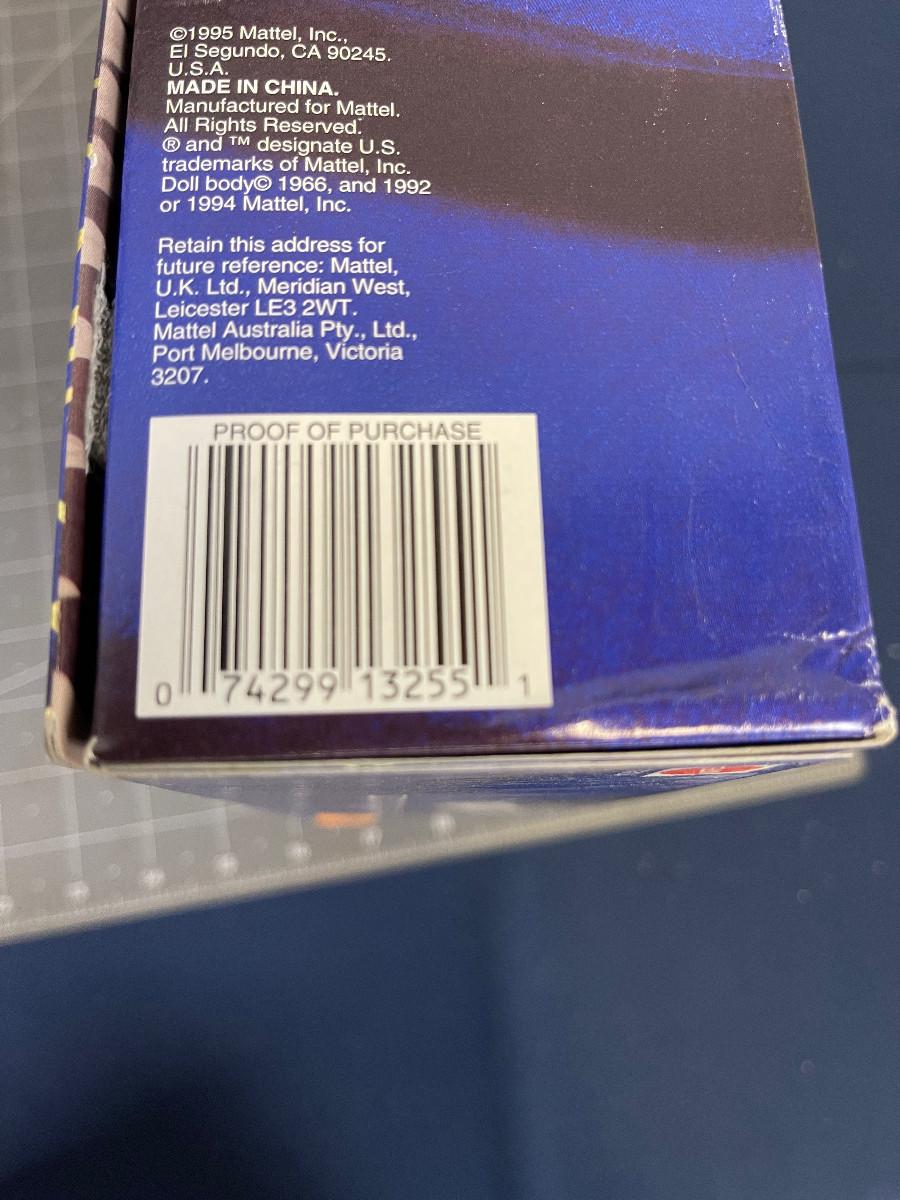 ©1995 Mattel, Inc.,
El Segundo, CA 90245.
U.S.A.
MADE IN CHINA.
Manufactured for Mattel.
All Rights Reserved.
® and ™ designate U.S.
trademarks of Mattel, Inc.
Doll body© 1966, and 1992
or 1994 Mattel, Inc.
Retain this address for
future reference: Mattel,
U.K. Ltd., Meridian West,
Leicester LE3 2WT.
Mattel Australia Pty., Ltd.,
Port Melbourne, Victoria
3207.
PROOF OF PURCHASE
0 74299 13255 1